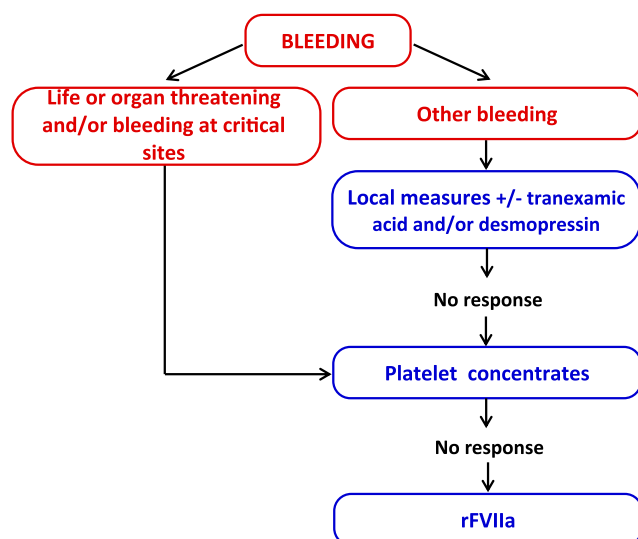 BLEEDING
Life or organ threatening
and/or bleeding at critical
sites
Other bleeding
Local measures +/- tranexamic
acid and/or desmopressin
No response
Platelet concentrates
No response
rFVIIa